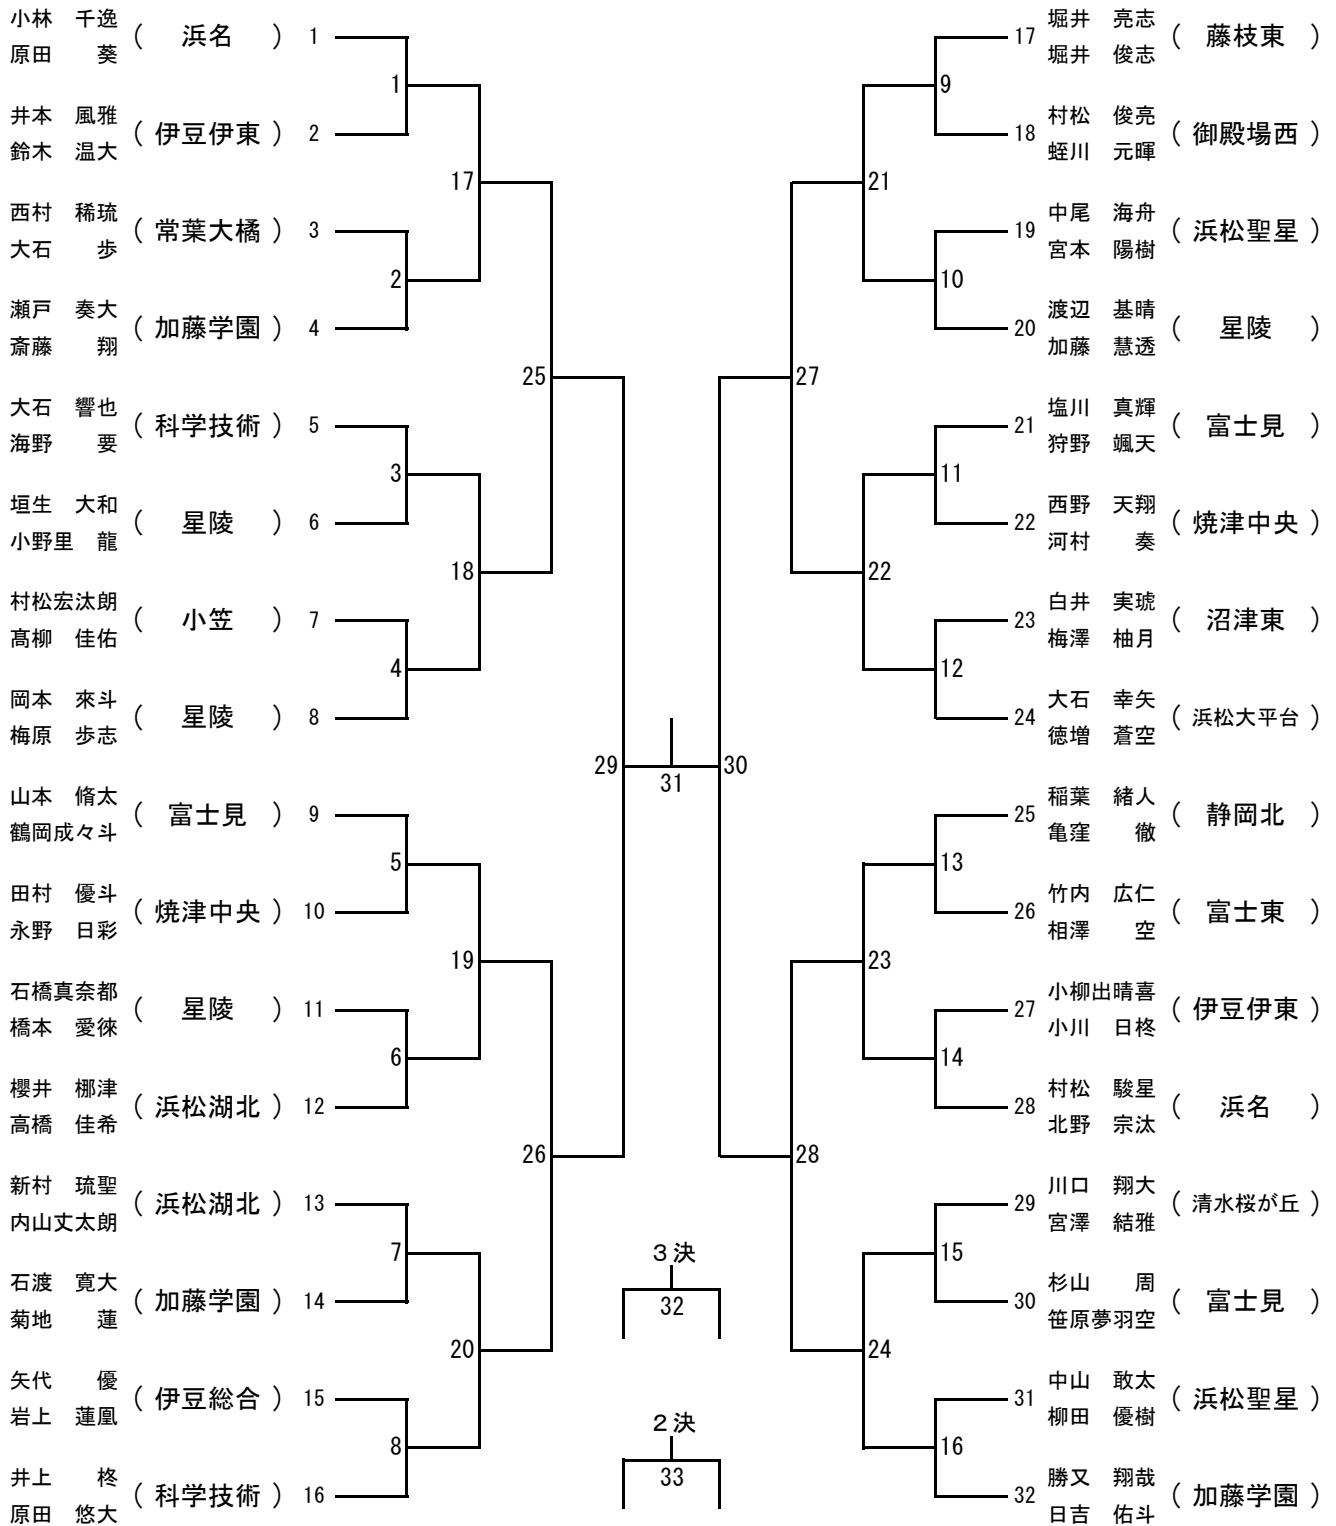 小林　千逸
（　浜名　） 1
原田　　葵
1
井本　風雅
（ 伊豆伊東 ） 2
鈴木　温大
17
西村　稀琉
（ 常葉大橘 ） 3
大石　　歩
2
瀬戸　奏大
（ 加藤学園 ） 4
斎藤　　翔
25
大石　響也
（ 科学技術 ） 5
海野　　要
3
垣生　大和
（　星陵　） 6
小野里　龍
18
村松宏汰朗
（　小笠　） 7
髙柳　佳佑
4
岡本　來斗
（　星陵　） 8
梅原　歩志
29
山本　脩太
（　富士見　） 9
鶴岡成々斗
5
田村　優斗
（ 焼津中央 ） 10
永野　日彩
19
石橋真奈都
（　星陵　） 11
橋本　愛徠
6
櫻井　梛津
（ 浜松湖北 ） 12
高橋　佳希
26
新村　琉聖
（ 浜松湖北 ） 13
内山丈太朗
7
石渡　寛大
（ 加藤学園 ） 14
菊地　　蓮
20
矢代　　優
（ 伊豆総合 ） 15
岩上　蓮凰
8
井上　　柊
（ 科学技術 ） 16
原田　悠大
31
３決
32
２決
33
堀井　亮志
17 （　藤枝東　）
堀井　俊志
9
村松　俊亮
18 （ 御殿場西 ）
蛭川　元暉
21
中尾　海舟
19 （ 浜松聖星 ）
宮本　陽樹
10
渡辺　基晴
20 （　星陵　）
加藤　慧透
27
塩川　真輝
21 （　富士見　）
狩野　颯天
11
西野　天翔
22 （ 焼津中央 ）
河村　　奏
22
白井　実琥
23 （　沼津東　）
梅澤　柚月
12
大石　幸矢
24 （ 浜松大平台 ）
徳増　蒼空
30
稲葉　緒人
25 （　静岡北　）
亀窪　　徹
13
竹内　広仁
26 （　富士東　）
相澤　　空
23
小柳出晴喜
27 （ 伊豆伊東 ）
小川　日柊
14
村松　駿星
28 （　浜名　）
北野　宗汰
28
川口　翔大
29 （ 清水桜が丘 ）
宮澤　結雅
15
杉山　　周
30 （　富士見　）
笹原夢羽空
24
中山　敢太
31 （ 浜松聖星 ）
柳田　優樹
16
勝又　翔哉
32 （ 加藤学園 ）
日吉　佑斗